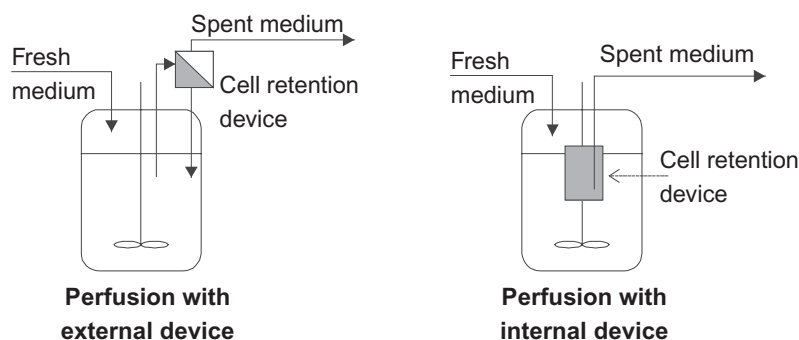 Spent medium
Fresh
medium
Cell retention
device
Perfusion with
external device
Spent medium
Fresh
medium
Cell retention
device
Perfusion with
internal device